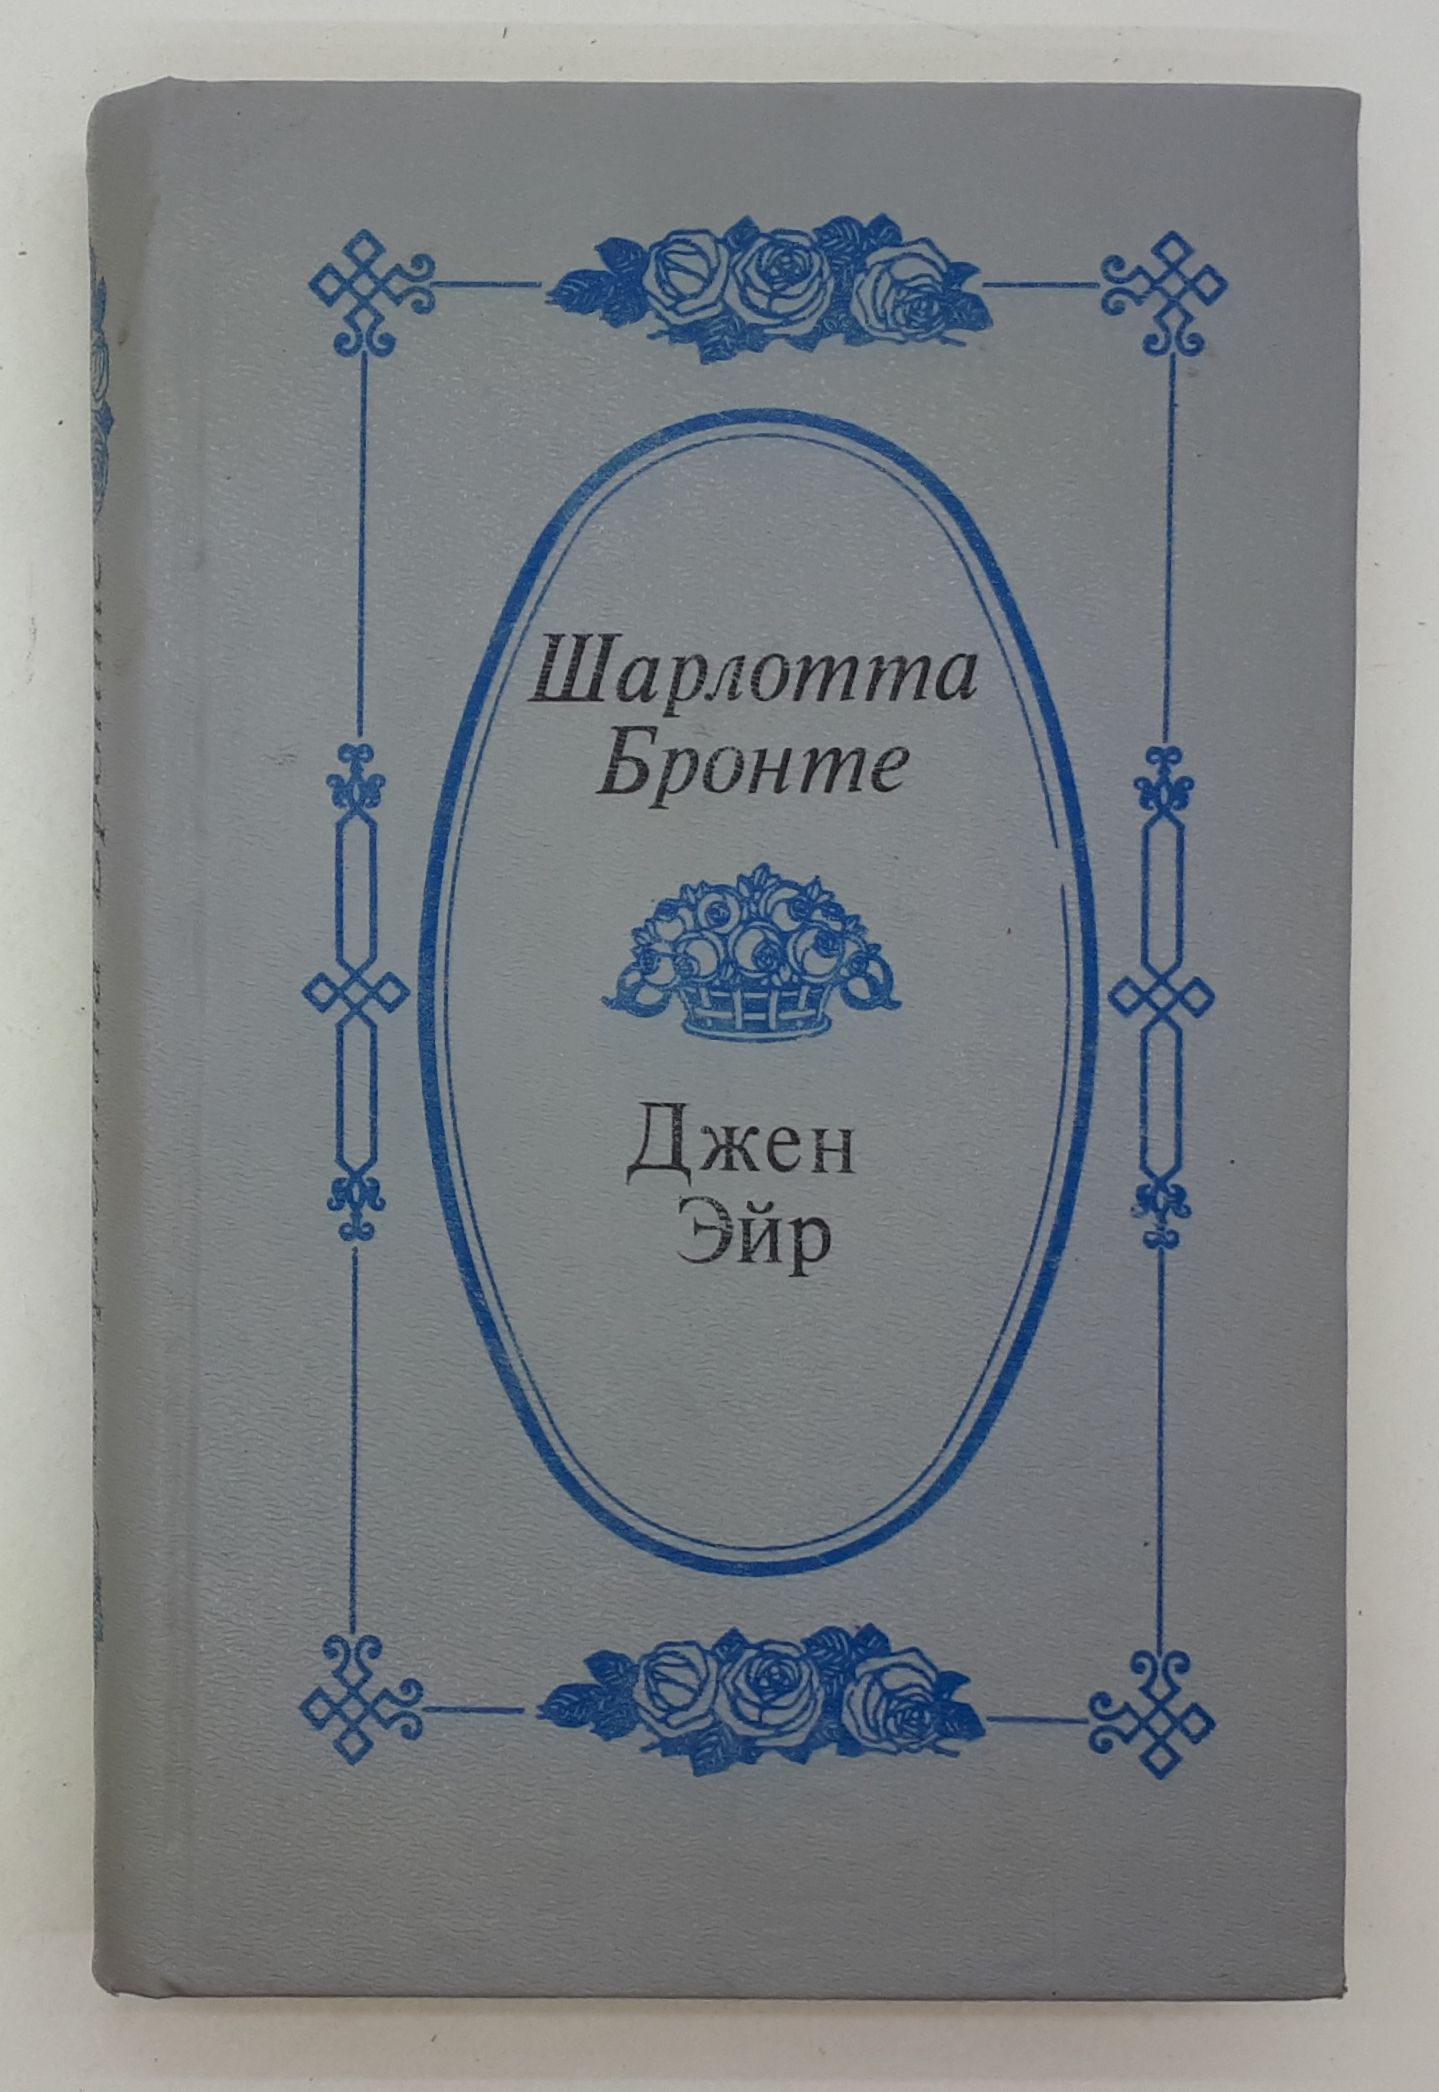 Шарлотта
Бронте
Джен
Эйр